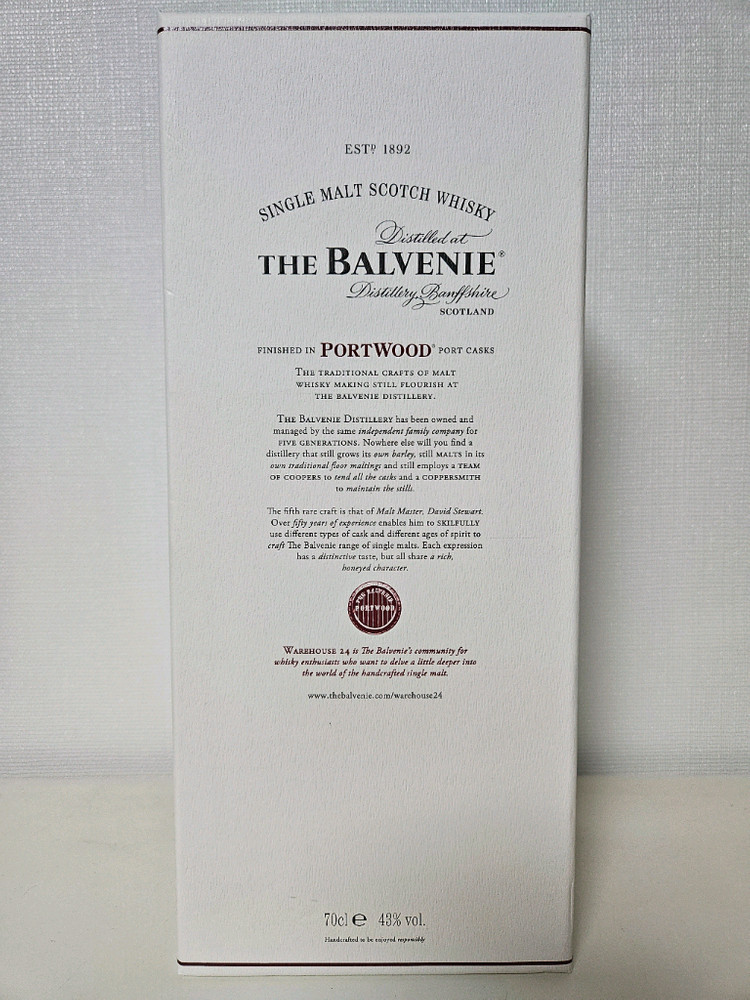 ESTD 1892
SINGLE MALT SCOTCH WHISKY
Distilled at
THE BALVENIE®
Distillery, Banffshire
SCOTLAND
FINISHED IN PORTWOOD® PORT CASKS
THE TRADITIONAL CRAFTS OF MALT
WHISKY MAKING STILL FLOURISH AT
THE BALVENIE DISTILLERY.
THE BALVENIE DISTILLERY has been owned and
managed by the same independent family company for
FIVE GENERATIONS. Nowhere else will you find a
distillery that still grows its own barley, still MALTS in its
own traditional floor maltings and still employs a TEAM
OF COOPERS to tend all the casks and a COPPERSMITH
to maintain the stills.
The fifth rare craft is that of Malt Master, David Stewart.
Over fifty years of experience enables him to SKILFULLY
use different types of cask and different ages of spirit to
craft The Balvenie range of single malts. Each expression
has a distinctive taste, but all share a rich,
honeyed character.
THE BALVENIE
PORTWOOD
WAREHOUSE 24 is The Balvenie's community for
whisky enthusiasts who want to delve a little deeper into
the world of the handcrafted single malt.
www.thebalvenie.com/warehouse24
70cl e 43% vol.
Handcrafted to be enjoyed responsibly